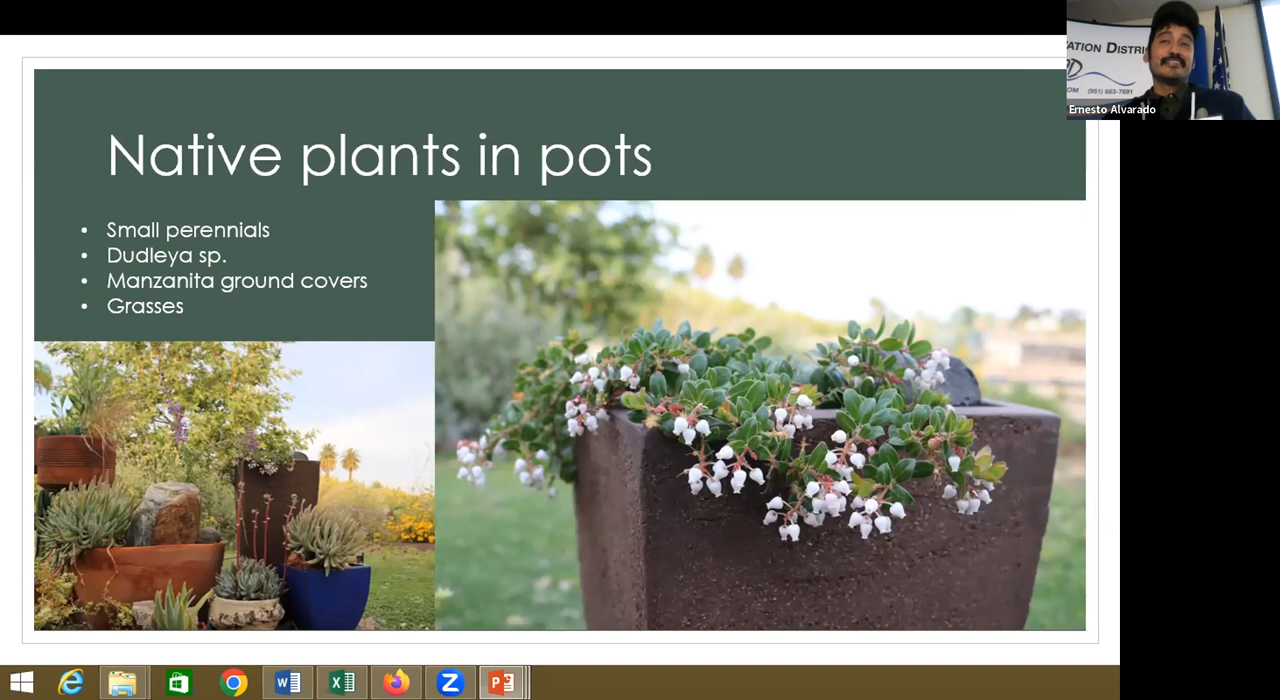 ATION DISTRI
OM (951) 683-7691
Ernesto Alvarado
Native plants in pots
• Small perennials
• Dudleya sp.
• Manzanita ground covers
• Grasses